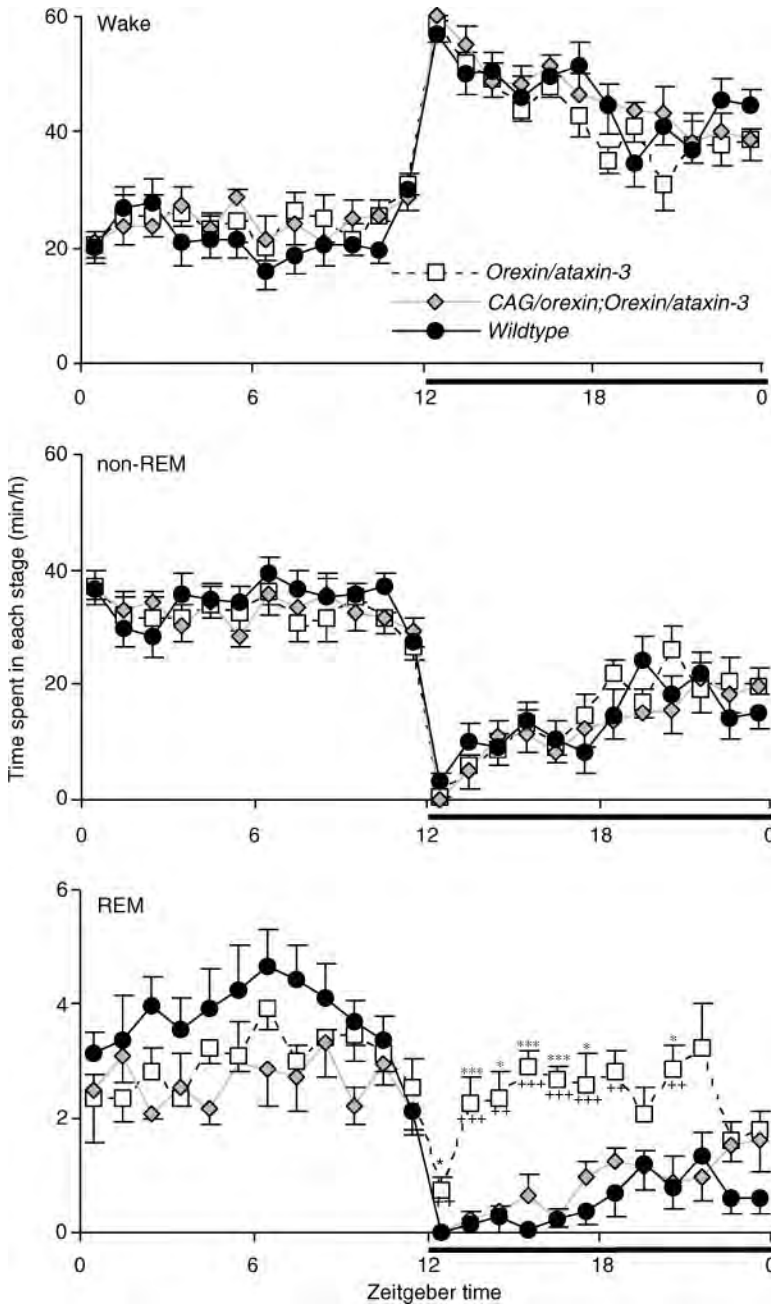 60
Wake
40
20
0
Orexin/ataxin-3
CAG/orexin;Orexin/ataxin-3
Wildtype
0 6 12 18 0
Time spent in each stage (min/h)
60
non-REM
40
20
0
0 6 12 18 0
6
REM
4
2
0
*** * *** *** * *
+++ ++ +++ +++ +++ ++ ++
*
++
0 6 12 18 0
Zeitgeber time